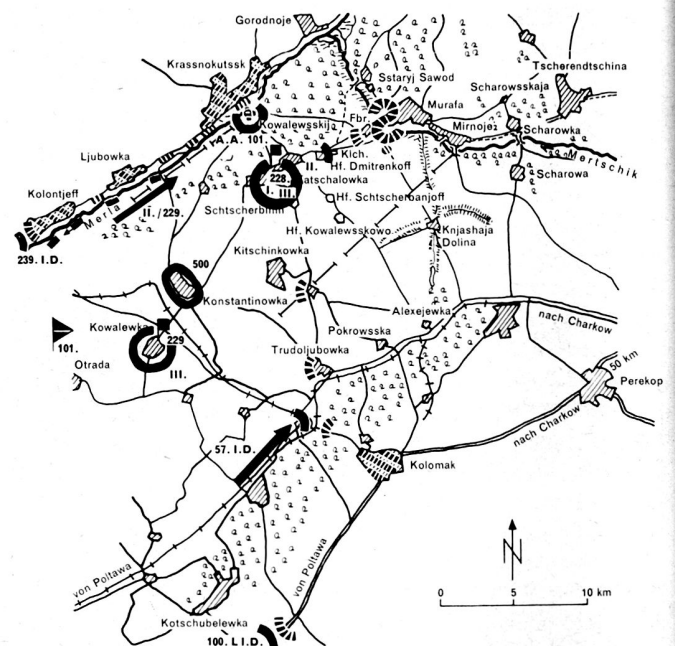 Gorodnoje
Krassnokutssk
Tscherendtschina
Sstaryj Sawod
Scharowsskaja
Murafa
Fbr.
Kowalewsskij
Mirnoje
Scharowka
A.A. 101.
Ljubowka
Klch.
Mertschik
II.
Hf. Dmitrenkoff
228.
Scharowa
Kolontjeff
I. III.
Hf. Schtscherbanjoff
Merla
II./229.
Hf. Kowalewsskowo
Knjashaja
Dolina
239. I.D.
Kitschinkowka
500
Konstantinowka
Alexejewka
nach Charkow
Kowalewka
Pokrowsska
229
101.
Trudoljubowka
50 km
Otrada
III.
Perekop
nach Charkow
57. I.D.
Kolomak
N
von Poltawa
von Poltawa
0 5 10 km
Kotschubelewka
100. L I.D.